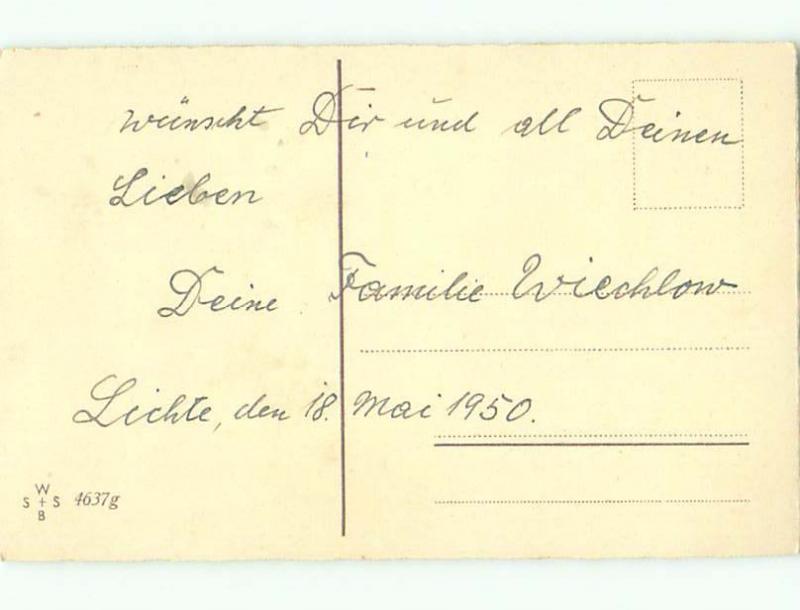 wünscht Dir und all Deinen
Lieben
Deine Familie Wiechlow
Lichte, den 18. Mai 1950.
W
S + S 4637g
B